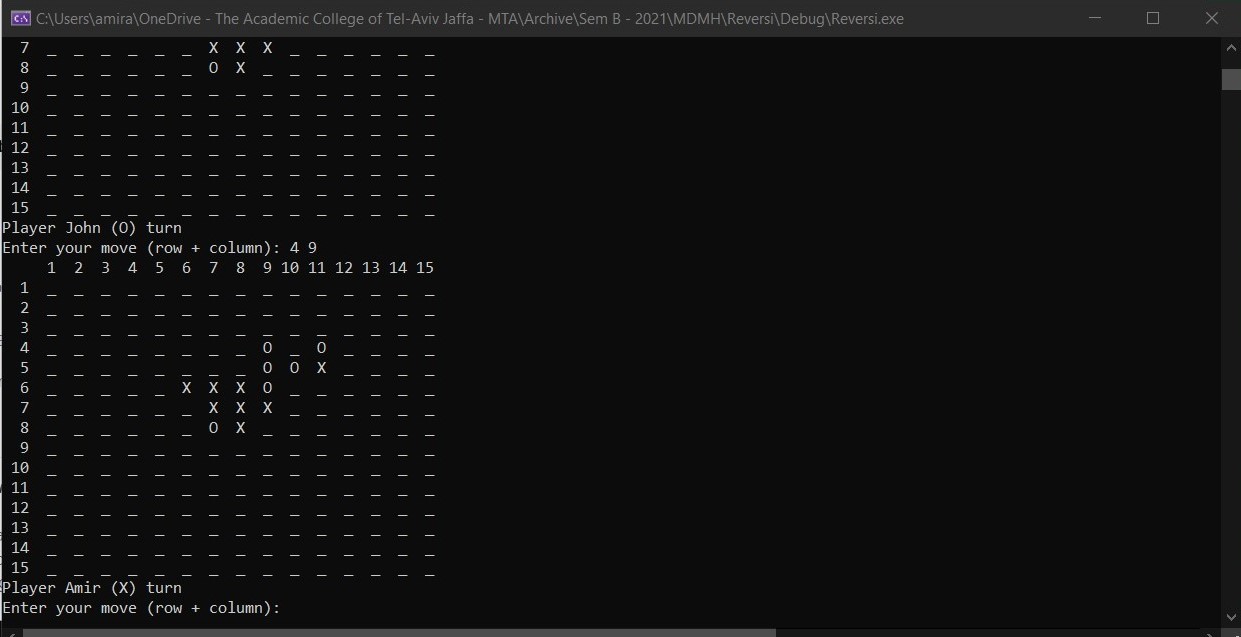 C:\Users\amira\OneDrive - The Academic College of Tel-Aviv Jaffa - MTA\Archive\Sem B - 2021\MDMH\Reversi\Debug\Reversi.exe
7 _ _ _ _ _ _ X X X _ _ _ _ _ _
8 _ _ _ _ _ _ O X _ _ _ _ _ _ _
9 _ _ _ _ _ _ _ _ _ _ _ _ _ _ _
10 _ _ _ _ _ _ _ _ _ _ _ _ _ _ _
11 _ _ _ _ _ _ _ _ _ _ _ _ _ _ _
12 _ _ _ _ _ _ _ _ _ _ _ _ _ _ _
13 _ _ _ _ _ _ _ _ _ _ _ _ _ _ _
14 _ _ _ _ _ _ _ _ _ _ _ _ _ _ _
15 _ _ _ _ _ _ _ _ _ _ _ _ _ _ _
Player John (O) turn
Enter your move (row + column): 4 9
1 2 3 4 5 6 7 8 9 10 11 12 13 14 15
1 _ _ _ _ _ _ _ _ _ _ _ _ _ _ _
2 _ _ _ _ _ _ _ _ _ _ _ _ _ _ _
3 _ _ _ _ _ _ _ _ _ _ _ _ _ _ _
4 _ _ _ _ _ _ _ _ O _ O _ _ _ _
5 _ _ _ _ _ _ _ _ O O X _ _ _ _
6 _ _ _ _ _ X X X O _ _ _ _ _ _
7 _ _ _ _ _ _ X X X _ _ _ _ _ _
8 _ _ _ _ _ _ O X _ _ _ _ _ _ _
9 _ _ _ _ _ _ _ _ _ _ _ _ _ _ _
10 _ _ _ _ _ _ _ _ _ _ _ _ _ _ _
11 _ _ _ _ _ _ _ _ _ _ _ _ _ _ _
12 _ _ _ _ _ _ _ _ _ _ _ _ _ _ _
13 _ _ _ _ _ _ _ _ _ _ _ _ _ _ _
14 _ _ _ _ _ _ _ _ _ _ _ _ _ _ _
15 _ _ _ _ _ _ _ _ _ _ _ _ _ _ _
Player Amir (X) turn
Enter your move (row + column):